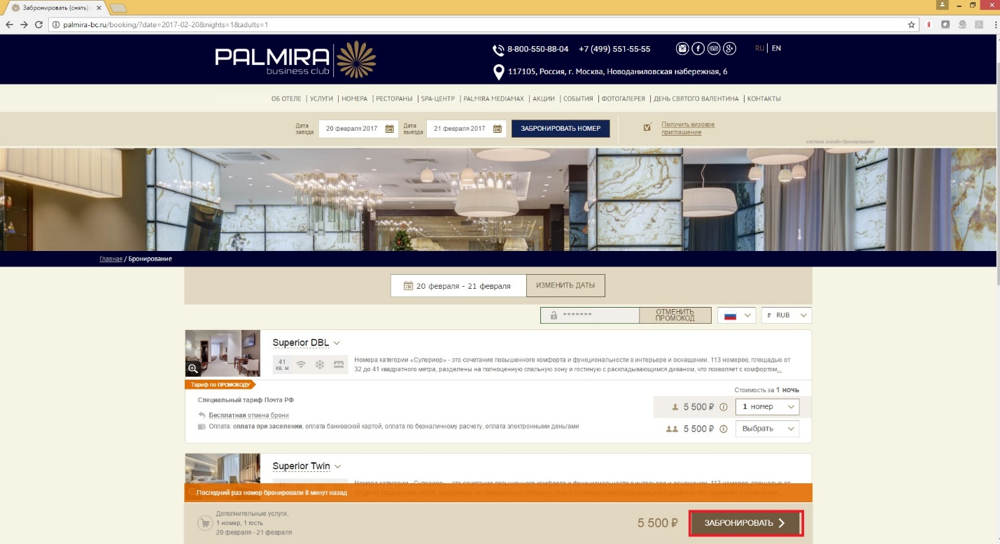 Забронировать (снять)
palmira-bc.ru/booking/?date=2017-02-20&nights=1&adults=1
PALMIRA
business club
8-800-550-88-04 +7 (499) 551-55-55
RU | EN
117105, Россия, г. Москва, Новоданиловская набережная, 6
ОБ ОТЕЛЕ | УСЛУГИ | НОМЕРА | РЕСТОРАНЫ | SPA-ЦЕНТР | PALMIRA MEDIAMAX | АКЦИИ | СОБЫТИЯ | ФОТОГАЛЕРЕЯ | ДЕНЬ СВЯТОГО ВАЛЕНТИНА | КОНТАКТЫ
Дата заезда
20 февраля 2017
Дата выезда
21 февраля 2017
ЗАБРОНИРОВАТЬ НОМЕР
Получить визовое
приглашение
система онлайн-бронирования
Главная / Бронирование
20 февраля - 21 февраля
ИЗМЕНИТЬ ДАТЫ
*******
ОТМЕНИТЬ
ПРОМОКОД
₽ RUB
Superior DBL
41
кв. м
Номера категории «Супериор» - это сочетание повышенного комфорта и функциональности в интерьере и оснащении. 113 номеров, площадью от
32 до 41 квадратного метра, разделены на полноценную спальную зону и гостиную с раскладывающимся диваном, что позволяет с комфортом...
Тариф по ПРОМОКОДУ
Стоимость за 1 ночь
Специальный тариф Почта РФ
5 500 ₽
1 номер
Бесплатная отмена брони
Оплата: оплата при заселении, оплата банковской картой, оплата по безналичному расчету, оплата электронными деньгами
5 500 ₽
Выбрать
Superior Twin
Номера категории «Супериор» - это сочетание повышенного комфорта и функциональности в интерьере и оснащении. 113 номеров, площадью от
Последний раз номер бронировали 8 минут назад
Дополнительные услуги,
1 номер, 1 гость
20 февраля - 21 февраля
5 500 ₽
ЗАБРОНИРОВАТЬ